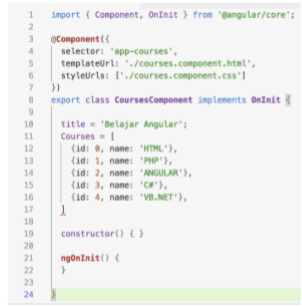 1 import { Component, OnInit } from '@angular/core';
2
3 @Component({
4 selector: 'app-courses',
5 templateUrl: './courses.component.html',
6 styleUrls: ['./courses.component.css']
7 })
8 export class CoursesComponent implements OnInit {
9
10 title = 'Belajar Angular';
11 Courses = [
12 {id: 0, name: 'HTML'},
13 {id: 1, name: 'PHP'},
14 {id: 2, name: 'ANGULAR'},
15 {id: 3, name: 'C#'},
16 {id: 4, name: 'VB.NET'},
17 ]
18
19 constructor() { }
20
21 ngOnInit() {
22 }
23
24 }